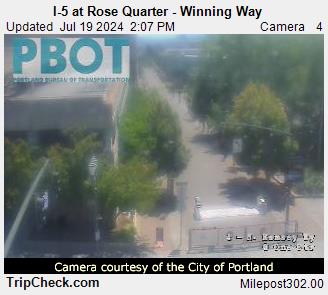 I-5 at Rose Quarter - Winning Way
Updated Jul 19 2024 2:07 PM Camera 4
PBOT
PORTLAND BUREAU OF TRANSPORTATION
Camera courtesy of the City of Portland
TripCheck.com Milepost302.00